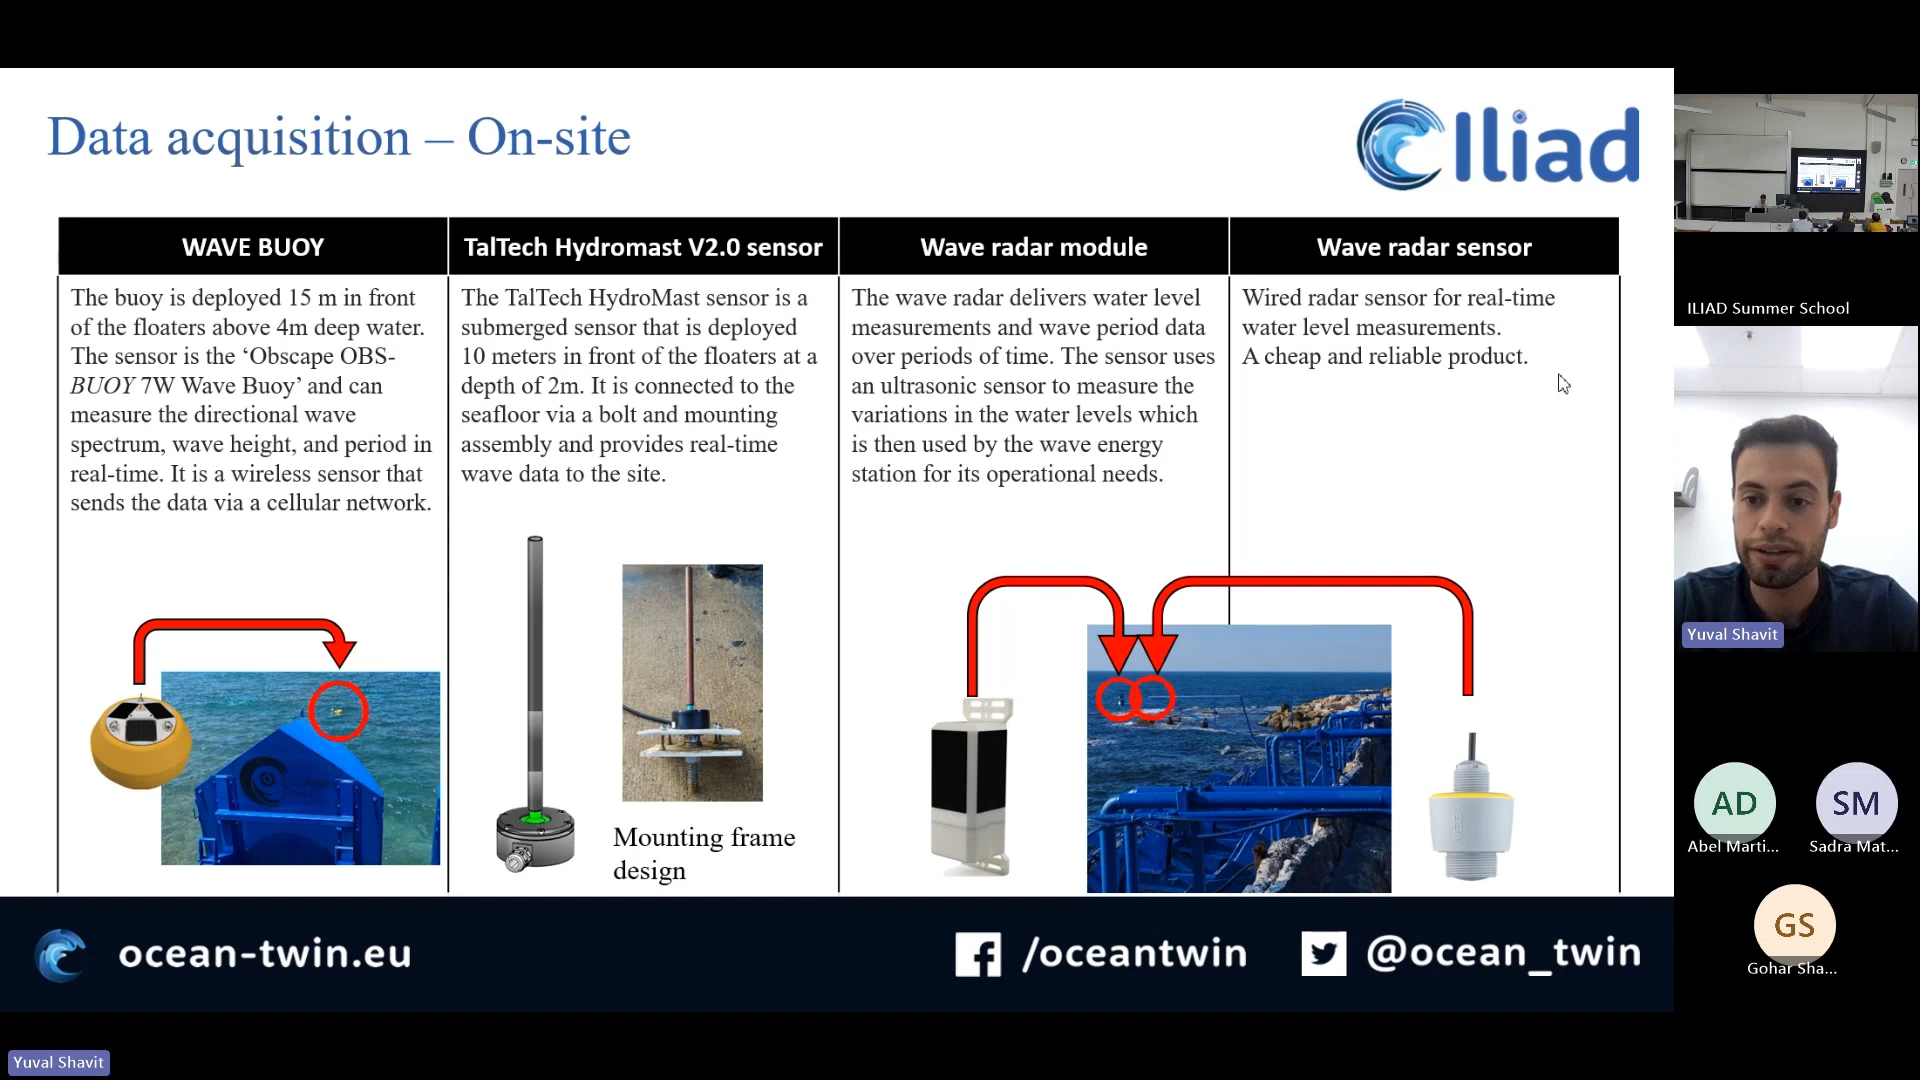 Data acquisition – On-site
Iliad
WAVE BUOY
The buoy is deployed 15 m in front
of the floaters above 4m deep water.
The sensor is the ‘Obscape OBS-
BUOY 7W Wave Buoy’ and can
measure the directional wave
spectrum, wave height, and period in
real-time. It is a wireless sensor that
sends the data via a cellular network.
TalTech Hydromast V2.0 sensor
The TalTech HydroMast sensor is a
submerged sensor that is deployed
10 meters in front of the floaters at a
depth of 2m. It is connected to the
seafloor via a bolt and mounting
assembly and provides real-time
wave data to the site.
Mounting frame
design
Wave radar module
The wave radar delivers water level
measurements and wave period data
over periods of time. The sensor uses
an ultrasonic sensor to measure the
variations in the water levels which
is then used by the wave energy
station for its operational needs.
Wave radar sensor
Wired radar sensor for real-time
water level measurements.
A cheap and reliable product.
ocean-twin.eu
/oceantwin
@ocean_twin
ILIAD Summer School
Yuval Shavit
AD
Abel Marti...
SM
Sadra Mat...
GS
Gohar Sha...
Yuval Shavit